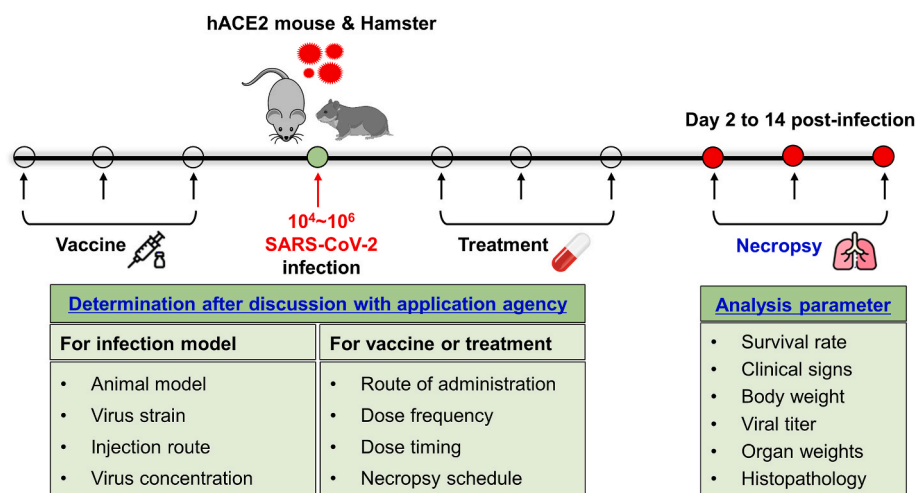 hACE2 mouse & Hamster
Day 2 to 14 post-infection
Vaccine
10⁴~10⁶
SARS-CoV-2
infection
Treatment
Necropsy
Determination after discussion with application agency
For infection model
• Animal model
• Virus strain
• Injection route
• Virus concentration
For vaccine or treatment
• Route of administration
• Dose frequency
• Dose timing
• Necropsy schedule
Analysis parameter
• Survival rate
• Clinical signs
• Body weight
• Viral titer
• Organ weights
• Histopathology